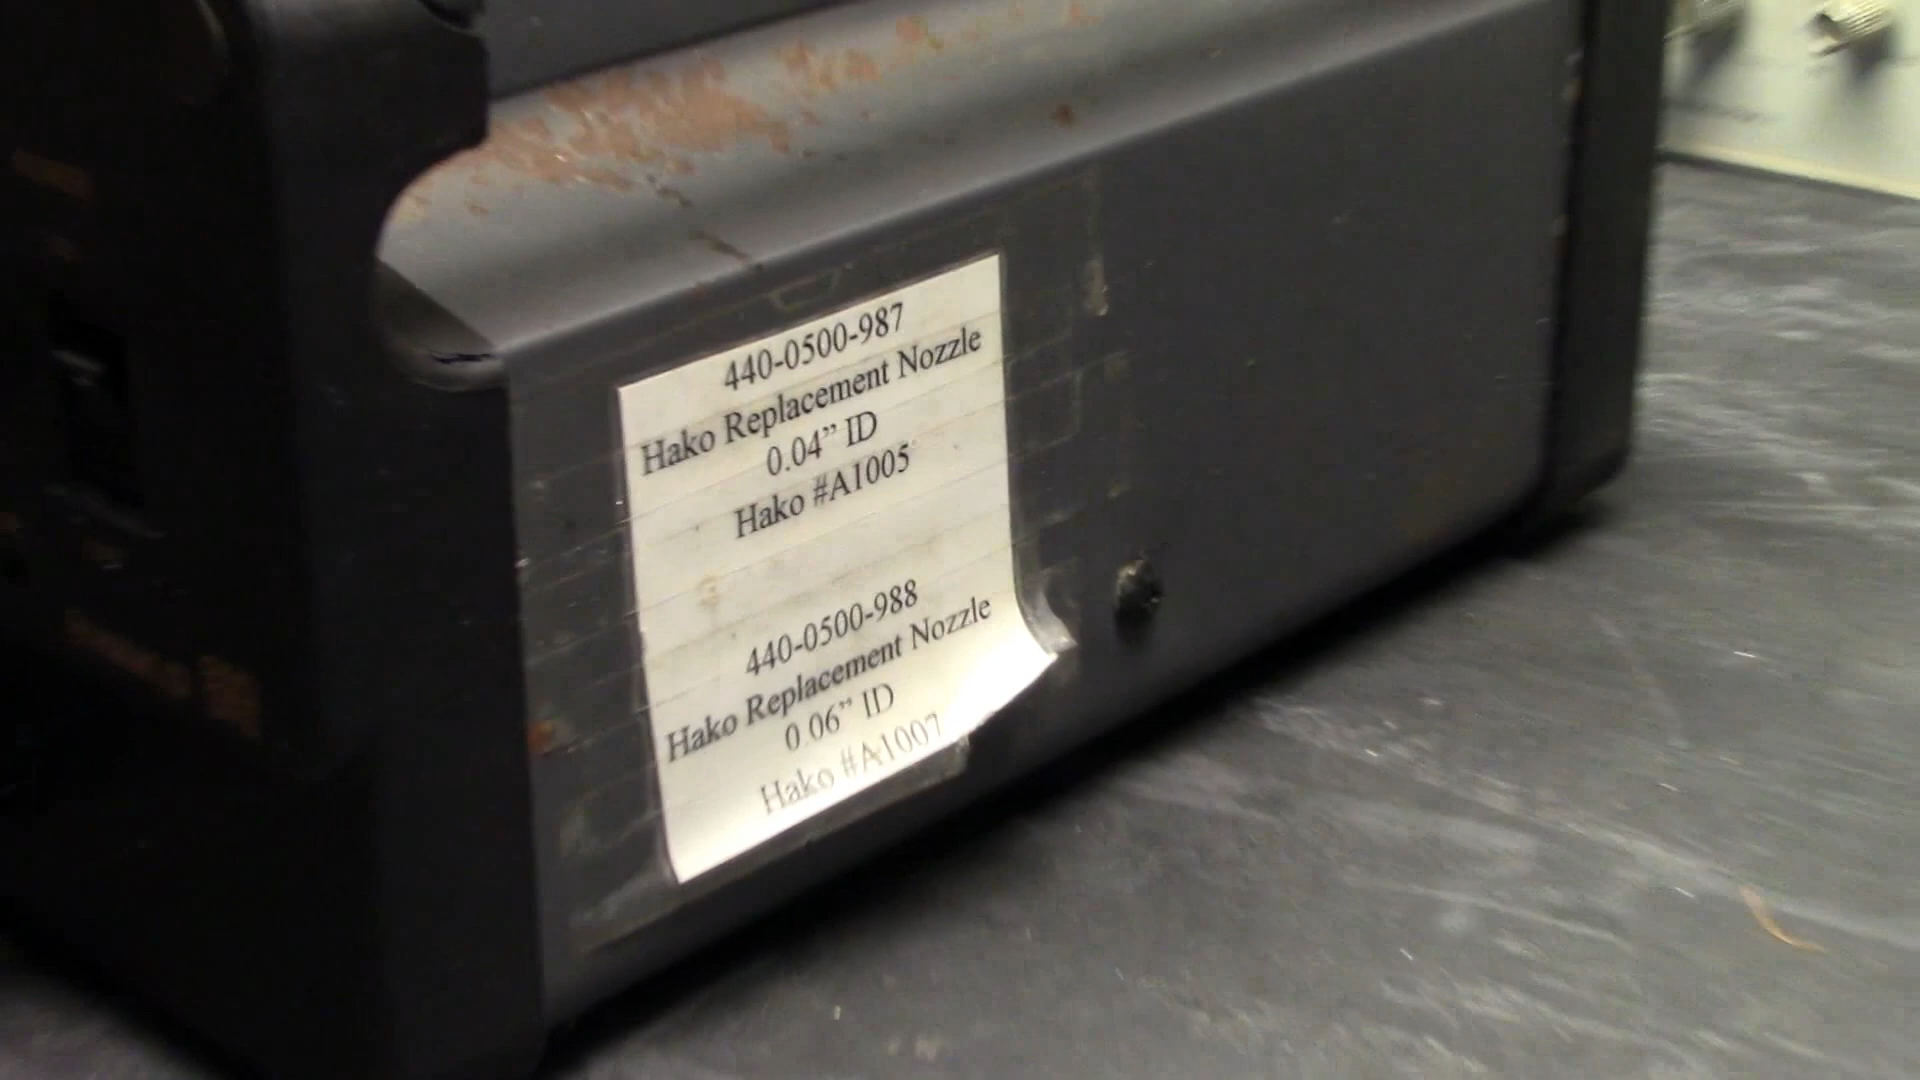 440-0500-987
Hako Replacement Nozzle
0.04” ID
Hako #A1005
440-0500-988
Hako Replacement Nozzle
0.06” ID
Hako #A1007